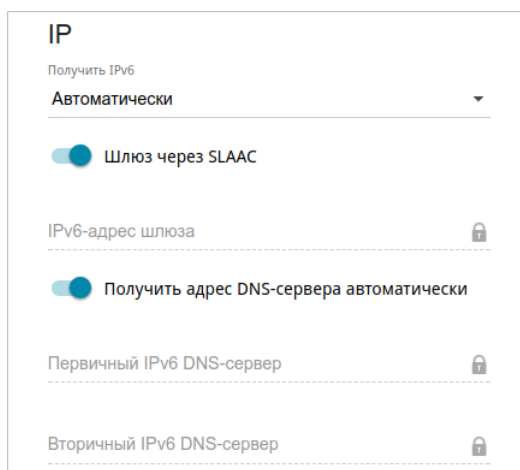 IP
Получить IPv6
Автоматически
Шлюз через SLAAC
IPv6-адрес шлюза
Получить адрес DNS-сервера автоматически
Первичный IPv6 DNS-сервер
Вторичный IPv6 DNS-сервер